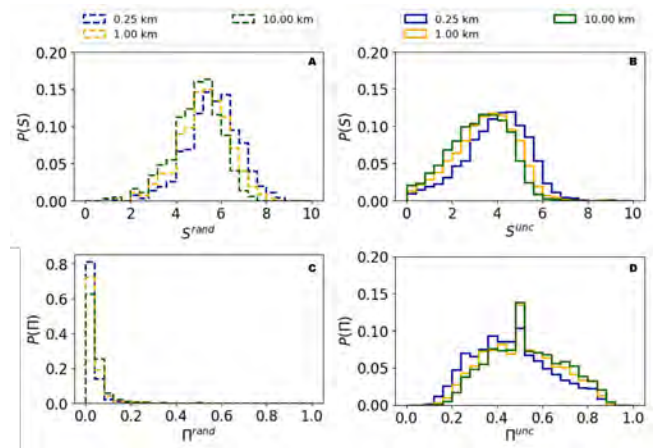 0.25 km 10.00 km 0.25 km 10.00 km
1.00 km 1.00 km
0.20 A 0.20 B
0.15 0.15
P(S) P(S)
0.10 0.10
0.05 0.05
0.00 0.00
0 2 4 6 8 10 0 2 4 6 8 10
S^rand S^unc
0.8 C 0.20 D
0.6 0.15
P(Π) P(Π)
0.4 0.10
0.2 0.05
0.0 0.00
0.0 0.2 0.4 0.6 0.8 1.0 0.0 0.2 0.4 0.6 0.8 1.0
Π^rand Π^unc